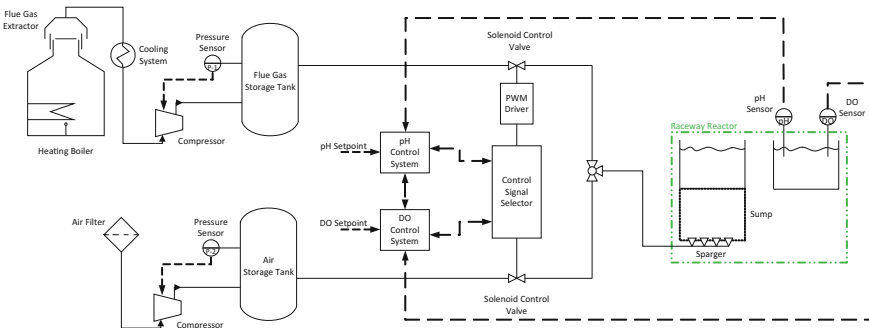 Flue Gas
Extractor
Cooling
System
Heating Boiler
Pressure
Sensor
P-1
Compressor
Flue Gas
Storage Tank
Solenoid Control
Valve
PWM
Driver
pH Setpoint
pH
Control
System
Control
Signal
Selector
DO Setpoint
DO
Control
System
Air Filter
Pressure
Sensor
P-2
Compressor
Air
Storage Tank
Solenoid Control
Valve
pH
Sensor
pH
DO
Sensor
DO
Raceway Reactor
Sump
Sparger